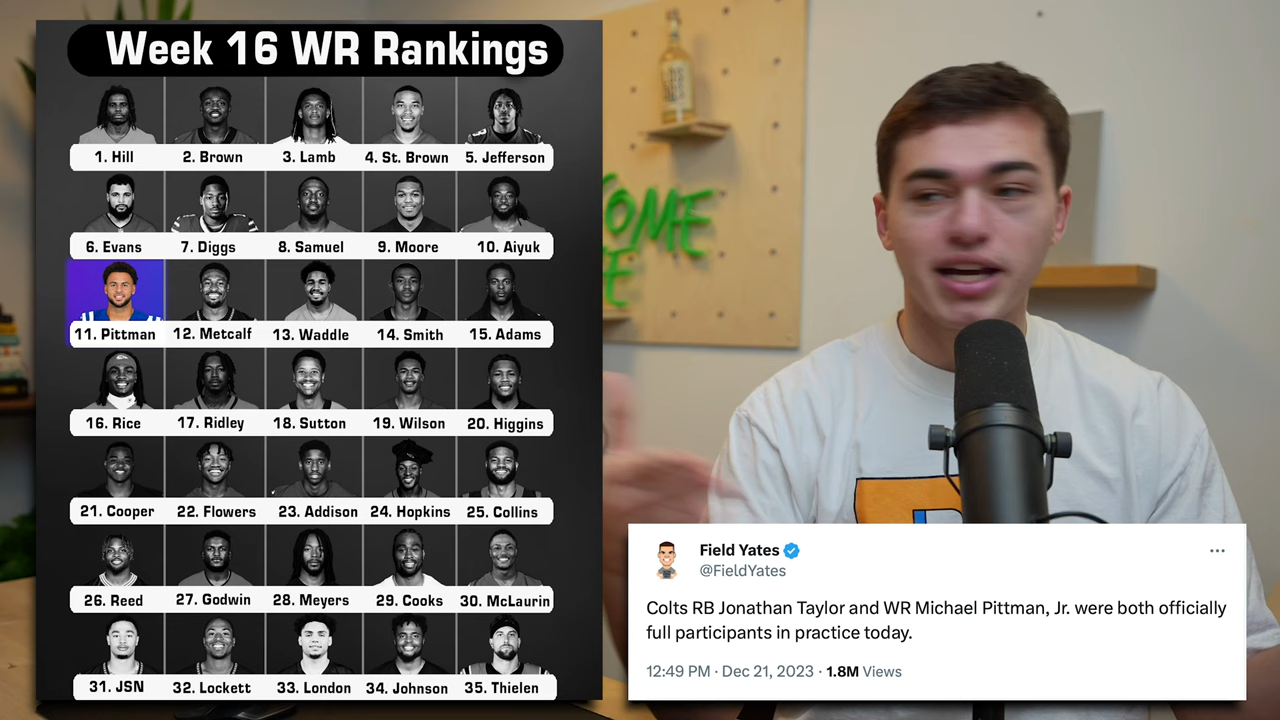 Week 16 WR Rankings
1. Hill
2. Brown
3. Lamb
4. St. Brown
5. Jefferson
6. Evans
7. Diggs
8. Samuel
9. Moore
10. Aiyuk
11. Pittman
12. Metcalf
13. Waddle
14. Smith
15. Adams
16. Rice
17. Ridley
18. Sutton
19. Wilson
20. Higgins
21. Cooper
22. Flowers
23. Addison
24. Hopkins
25. Collins
26. Reed
27. Godwin
28. Meyers
29. Cooks
30. McLaurin
31. JSN
32. Lockett
33. London
34. Johnson
35. Thielen
OME
E
Field Yates
@FieldYates
Colts RB Jonathan Taylor and WR Michael Pittman, Jr. were both officially
full participants in practice today.
12:49 PM · Dec 21, 2023 · 1.8M Views